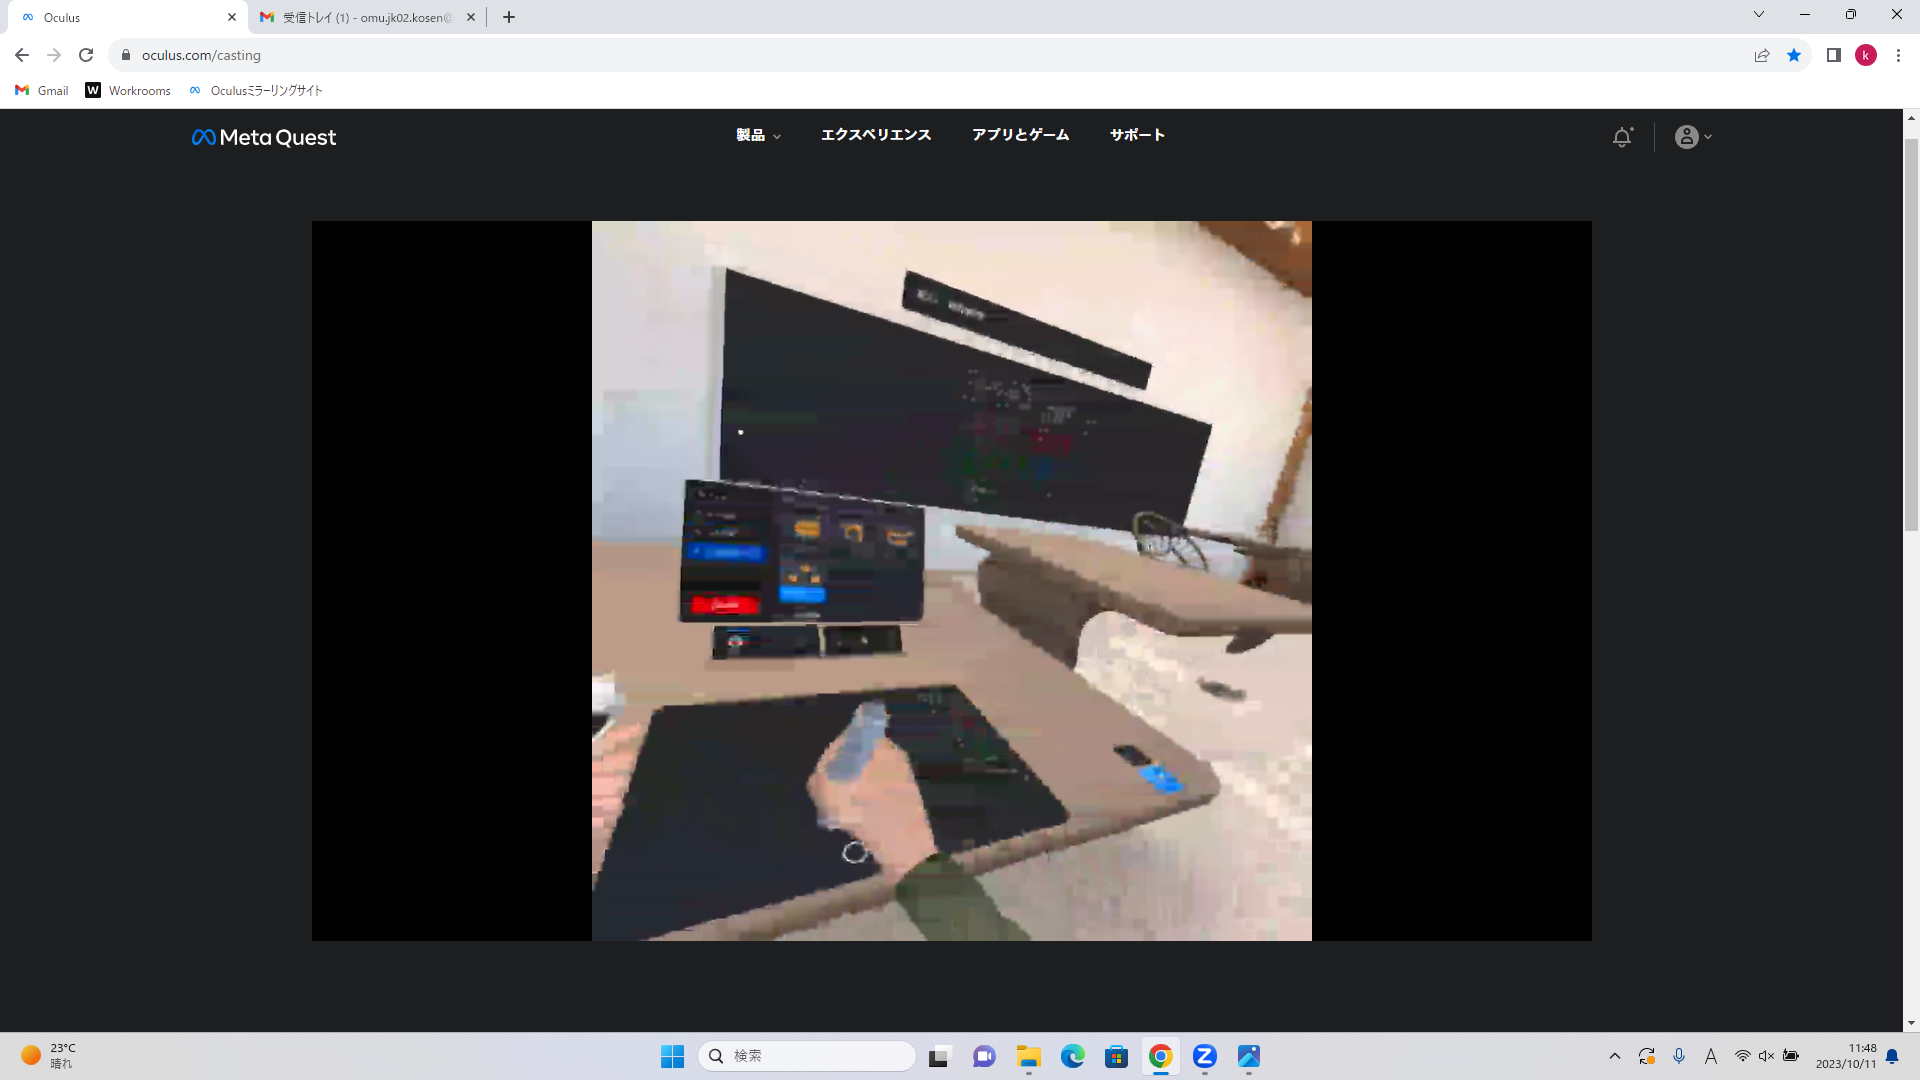 Oculus
受信トレイ (1) - omu.jk02.kosen@
oculus.com/casting
k
Gmail
W Workrooms
Oculusミラーリングサイト
Meta Quest
製品
エクスペリエンス
アプリとゲーム
サポート
23°C
晴れ
検索
Z
A
11:48
2023/10/11